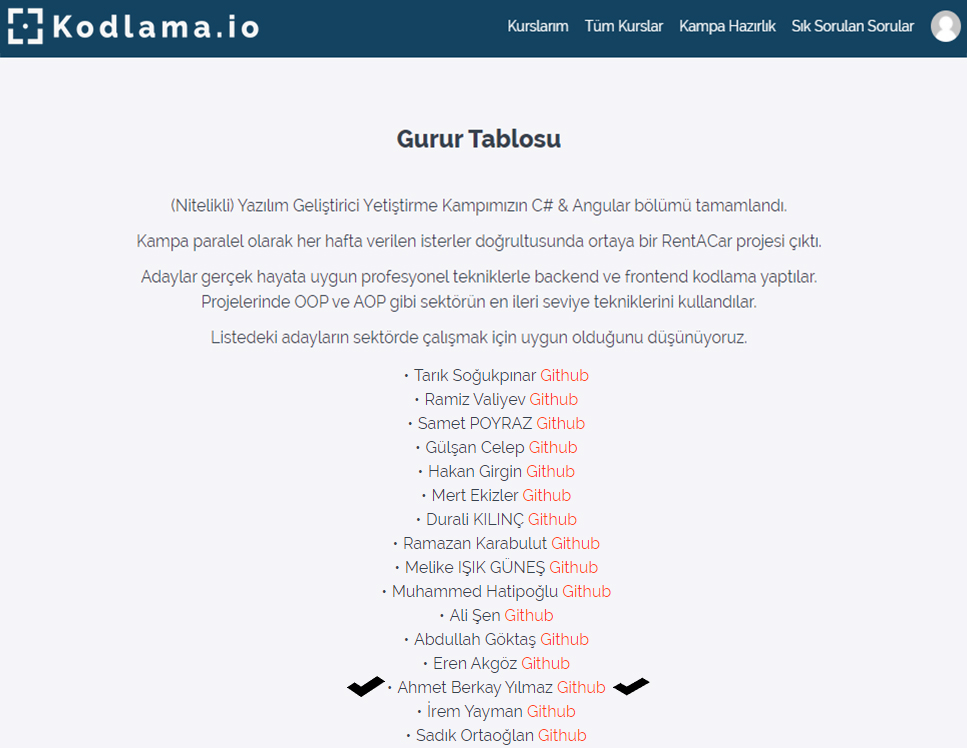 Kodlama.io
Kurslarım Tüm Kurslar Kampa Hazırlık Sık Sorulan Sorular
Gurur Tablosu
(Nitelikli) Yazılım Geliştirici Yetiştirme Kampımızın C# & Angular bölümü tamamlandı.
Kampa paralel olarak her hafta verilen isterler doğrultusunda ortaya bir RentACar projesi çıktı.
Adaylar gerçek hayata uygun profesyonel tekniklerle backend ve frontend kodlama yaptılar.
Projelerinde OOP ve AOP gibi sektörün en ileri seviye tekniklerini kullandılar.
Listedeki adayların sektörde çalışmak için uygun olduğunu düşünüyoruz.
• Tarık Soğukpınar Github
• Ramiz Valiyev Github
• Samet POYRAZ Github
• Gülşan Celep Github
• Hakan Girgin Github
• Mert Ekizler Github
• Durali KILINÇ Github
• Ramazan Karabulut Github
• Melike IŞIK GÜNEŞ Github
• Muhammed Hatipoğlu Github
• Ali Şen Github
• Abdullah Göktaş Github
• Eren Akgöz Github
• Ahmet Berkay Yılmaz Github
• İrem Yayman Github
• Sadık Ortaoğlan Github